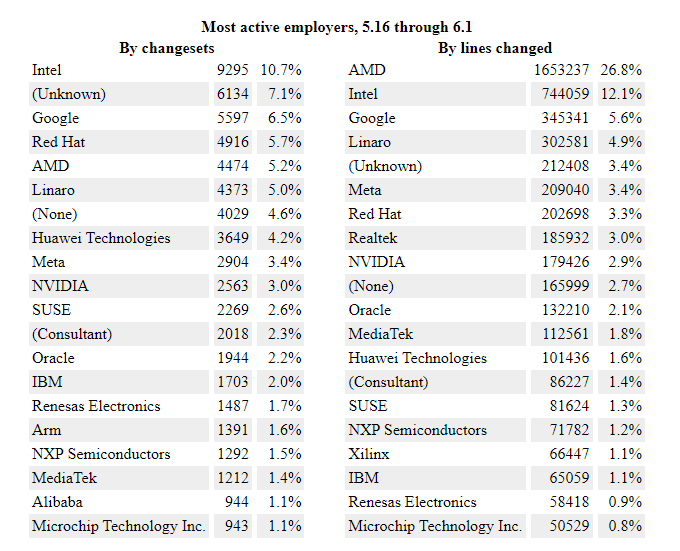 Most active employers, 5.16 through 6.1
By changesets By lines changed
Intel 9295 10.7% AMD 1653237 26.8%
(Unknown) 6134 7.1% Intel 744059 12.1%
Google 5597 6.5% Google 345341 5.6%
Red Hat 4916 5.7% Linaro 302581 4.9%
AMD 4474 5.2% (Unknown) 212408 3.4%
Linaro 4373 5.0% Meta 209040 3.4%
(None) 4029 4.6% Red Hat 202698 3.3%
Huawei Technologies 3649 4.2% Realtek 185932 3.0%
Meta 2904 3.4% NVIDIA 179426 2.9%
NVIDIA 2563 3.0% (None) 165999 2.7%
SUSE 2269 2.6% Oracle 132210 2.1%
(Consultant) 2018 2.3% MediaTek 112561 1.8%
Oracle 1944 2.2% Huawei Technologies 101436 1.6%
IBM 1703 2.0% (Consultant) 86227 1.4%
Renesas Electronics 1487 1.7% SUSE 81624 1.3%
Arm 1391 1.6% NXP Semiconductors 71782 1.2%
NXP Semiconductors 1292 1.5% Xilinx 66447 1.1%
MediaTek 1212 1.4% IBM 65059 1.1%
Alibaba 944 1.1% Renesas Electronics 58418 0.9%
Microchip Technology Inc. 943 1.1% Microchip Technology Inc. 50529 0.8%